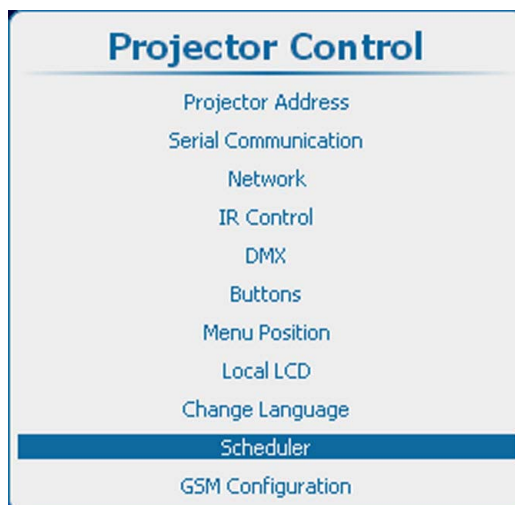 Projector Control
Projector Address
Serial Communication
Network
IR Control
DMX
Buttons
Menu Position
Local LCD
Change Language
Scheduler
GSM Configuration